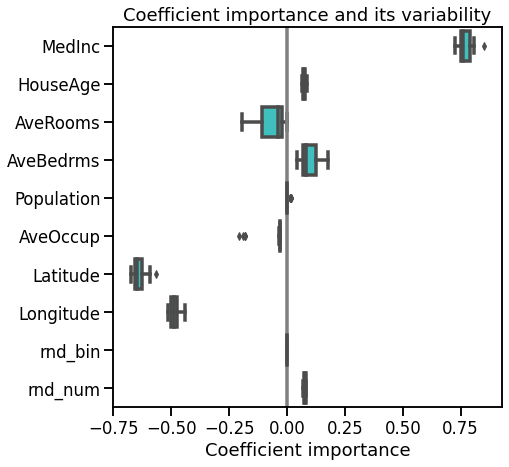 Coefficient importance and its variability
MedInc
HouseAge
AveRooms
AveBedrms
Population
AveOccup
Latitude
Longitude
rnd_bin
rnd_num
−0.75 −0.50 −0.25 0.00 0.25 0.50 0.75
Coefficient importance